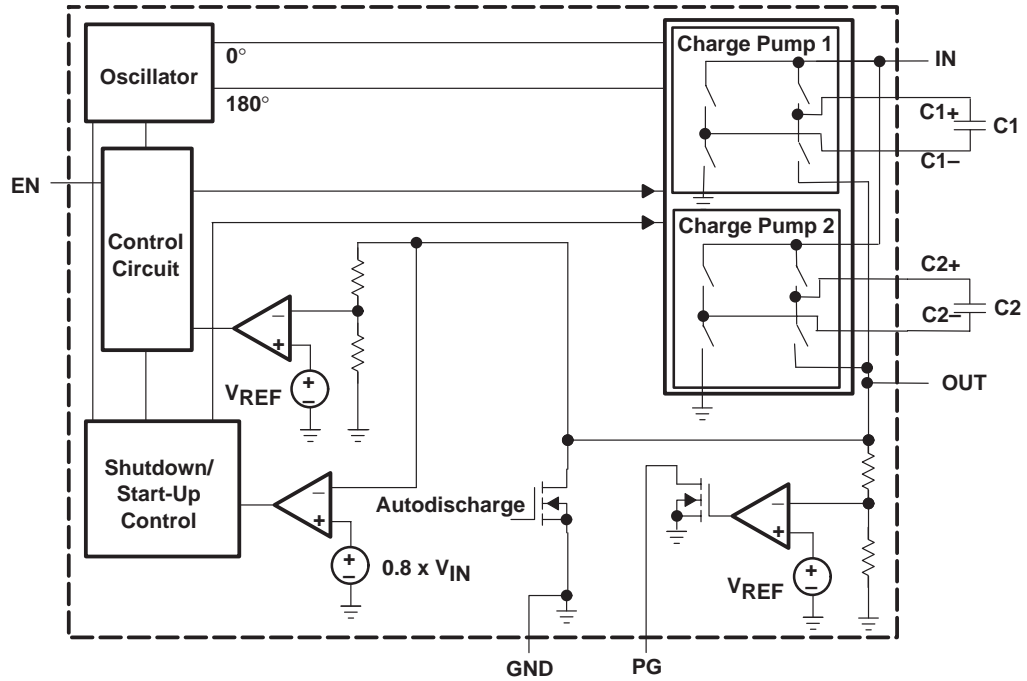 Oscillator
0°
180°
Charge Pump 1
IN
C1+
C1
C1–
EN
Control
Circuit
Charge Pump 2
C2+
C2–
C2
–
+
+
–
VREF
OUT
Shutdown/
Start-Up
Control
–
+
+
–
0.8 x VIN
Autodischarge
–
+
+
–
VREF
GND
PG